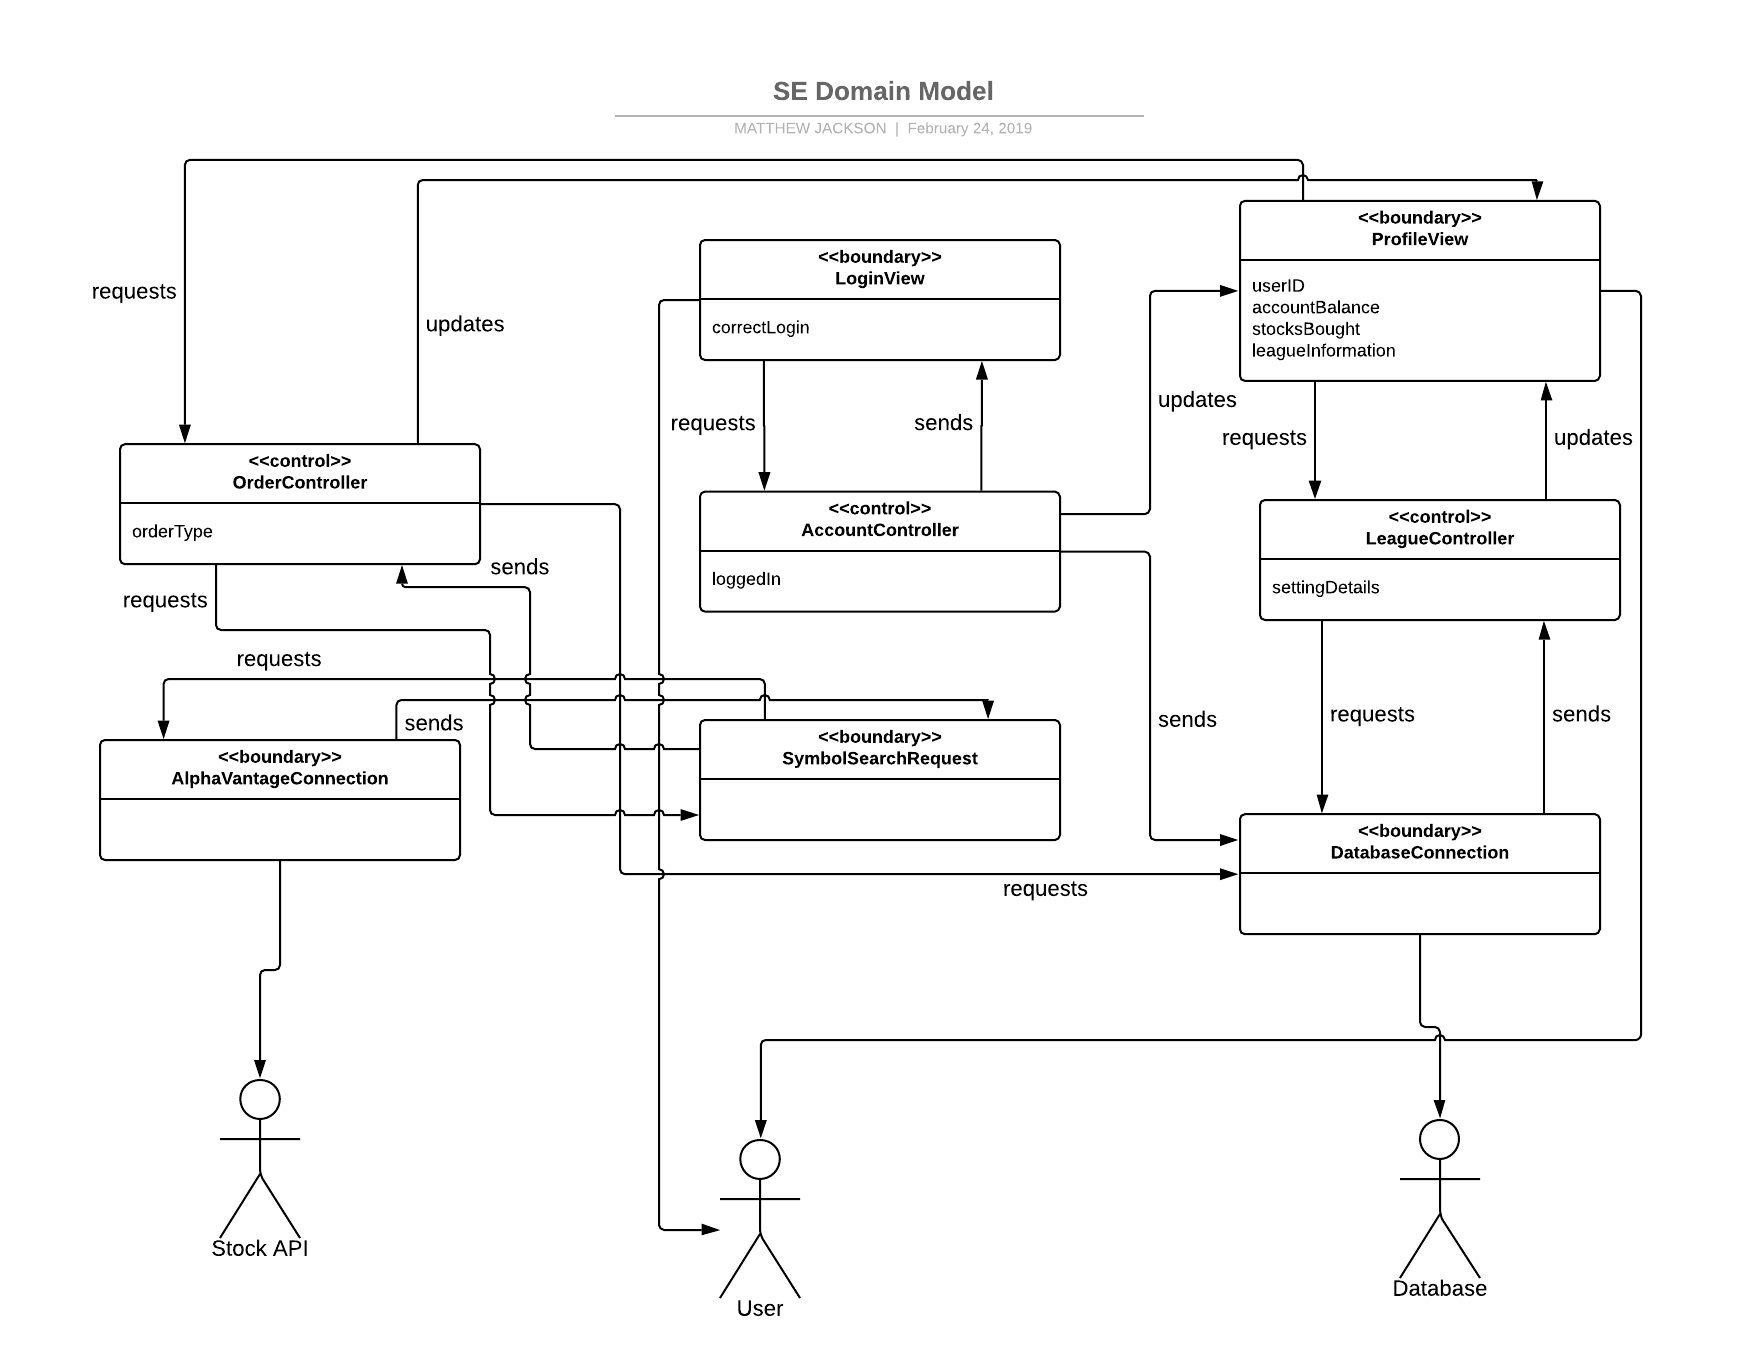 SE Domain Model
MATTHEW JACKSON | February 24, 2019
<<boundary>>
ProfileView
userID
accountBalance
stocksBought
leagueInformation
<<boundary>>
LoginView
correctLogin
requests
updates
updates
requests
sends
requests
updates
<<control>>
OrderController
orderType
<<control>>
AccountController
loggedIn
<<control>>
LeagueController
settingDetails
sends
requests
requests
sends
sends
requests
sends
<<boundary>>
AlphaVantageConnection
<<boundary>>
SymbolSearchRequest
<<boundary>>
DatabaseConnection
requests
Stock API
User
Database